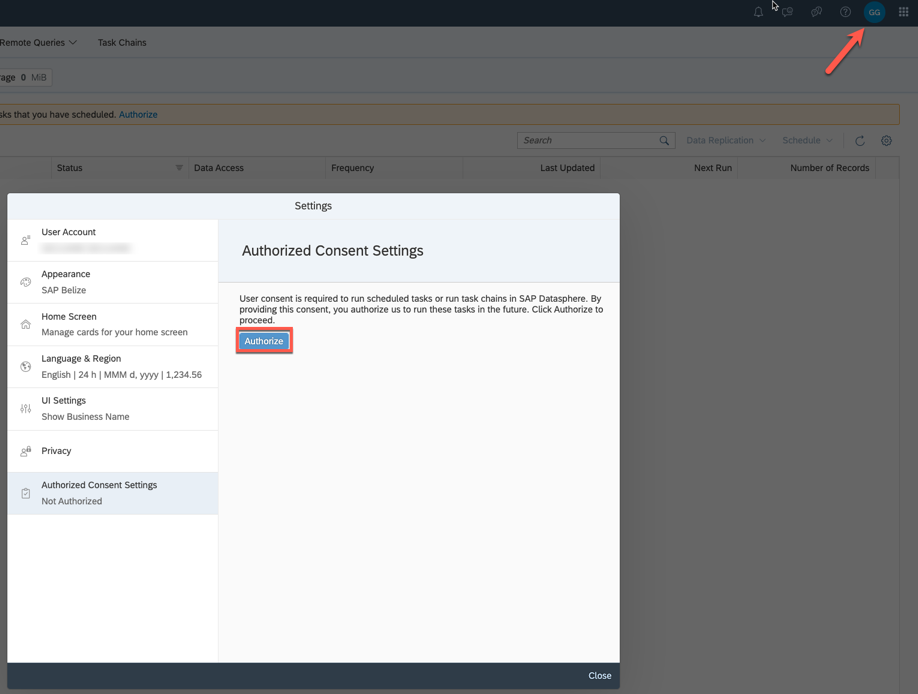 GG
Remote Queries
Task Chains
age 0 MiB
sks that you have scheduled. Authorize
Search
Data Replication
Schedule
Status
Data Access
Frequency
Last Updated
Next Run
Number of Records
Settings
User Account
Appearance
SAP Belize
Home Screen
Manage cards for your home screen
Language & Region
English | 24 h | MMM d, yyyy | 1,234.56
UI Settings
Show Business Name
Privacy
Authorized Consent Settings
Not Authorized
Authorized Consent Settings
User consent is required to run scheduled tasks or run task chains in SAP Datasphere. By
providing this consent, you authorize us to run these tasks in the future. Click Authorize to
proceed.
Authorize
Close